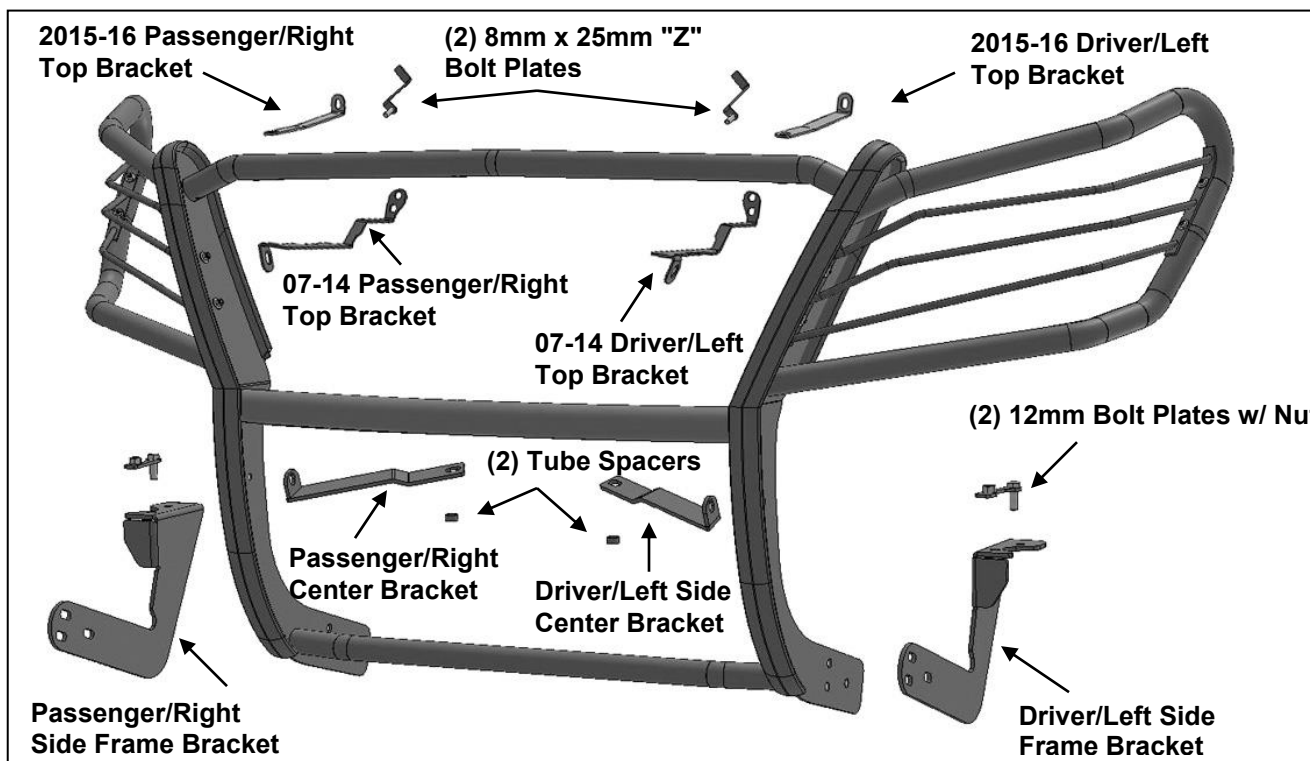 2015-16 Passenger/Right
Top Bracket
(2) 8mm x 25mm "Z"
Bolt Plates
2015-16 Driver/Left
Top Bracket
07-14 Passenger/Right
Top Bracket
07-14 Driver/Left
Top Bracket
(2) 12mm Bolt Plates w/ Nu
(2) Tube Spacers
Passenger/Right
Center Bracket
Driver/Left Side
Center Bracket
Passenger/Right
Side Frame Bracket
Driver/Left Side
Frame Bracket